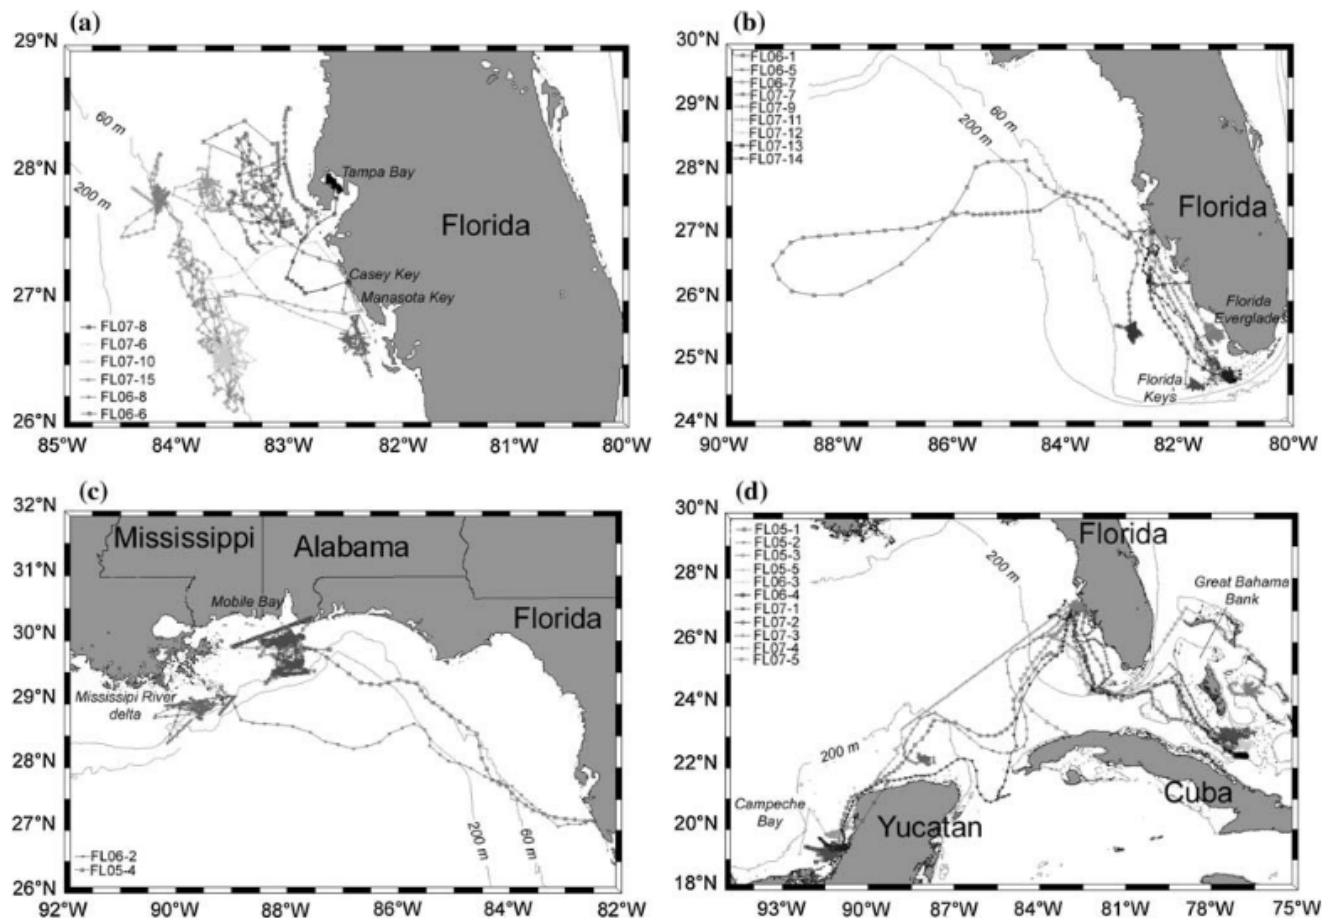 (a)
29°N
28°N
27°N
26°N
85°W
84°W
83°W
82°W
81°W
80°W
60 m
200 m
Tampa Bay
Florida
Casey Key
Manasota Key
FL07-8
FL07-6
FL07-10
FL07-15
FL06-8
FL06-6
(b)
30°N
29°N
28°N
27°N
26°N
25°N
24°N
90°W
88°W
86°W
84°W
82°W
80°W
FL06-1
FL06-5
FL06-7
FL07-7
FL07-9
FL07-11
FL07-12
FL07-13
FL07-14
200 m
60 m
Florida
Florida
Everglades
Florida
Keys
(c)
32°N
31°N
30°N
29°N
28°N
27°N
26°N
92°W
90°W
88°W
86°W
84°W
82°W
Mississippi
Alabama
Mobile Bay
Florida
Mississipi River
delta
200 m
60 m
FL06-2
FL05-4
(d)
30°N
28°N
26°N
24°N
22°N
20°N
18°N
93°W
90°W
87°W
84°W
81°W
78°W
75°W
FL05-1
FL05-2
FL05-3
FL05-5
FL06-3
FL06-4
FL07-1
FL07-2
FL07-3
FL07-4
FL07-5
200 m
Florida
Great Bahama
Bank
200 m
Campeche
Bay
Yucatan
Cuba